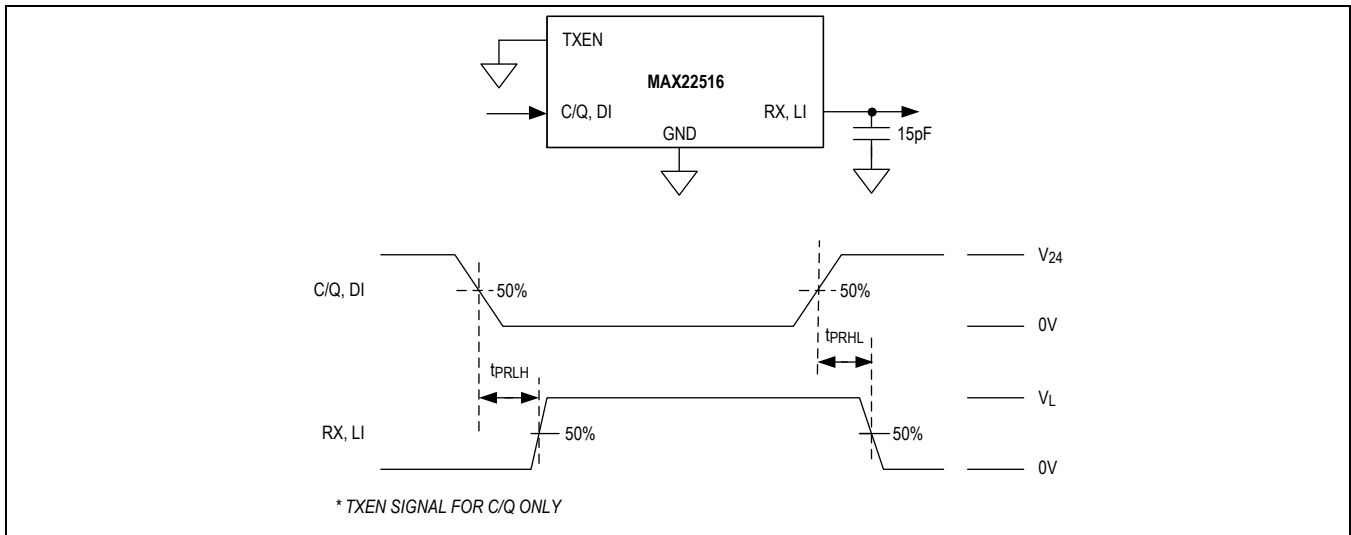 TXEN
MAX22516
C/Q, DI
RX, LI
GND
15pF
V24
C/Q, DI
50%
50%
0V
tPRHL
tPRLH
VL
RX, LI
50%
50%
0V
* TXEN SIGNAL FOR C/Q ONLY